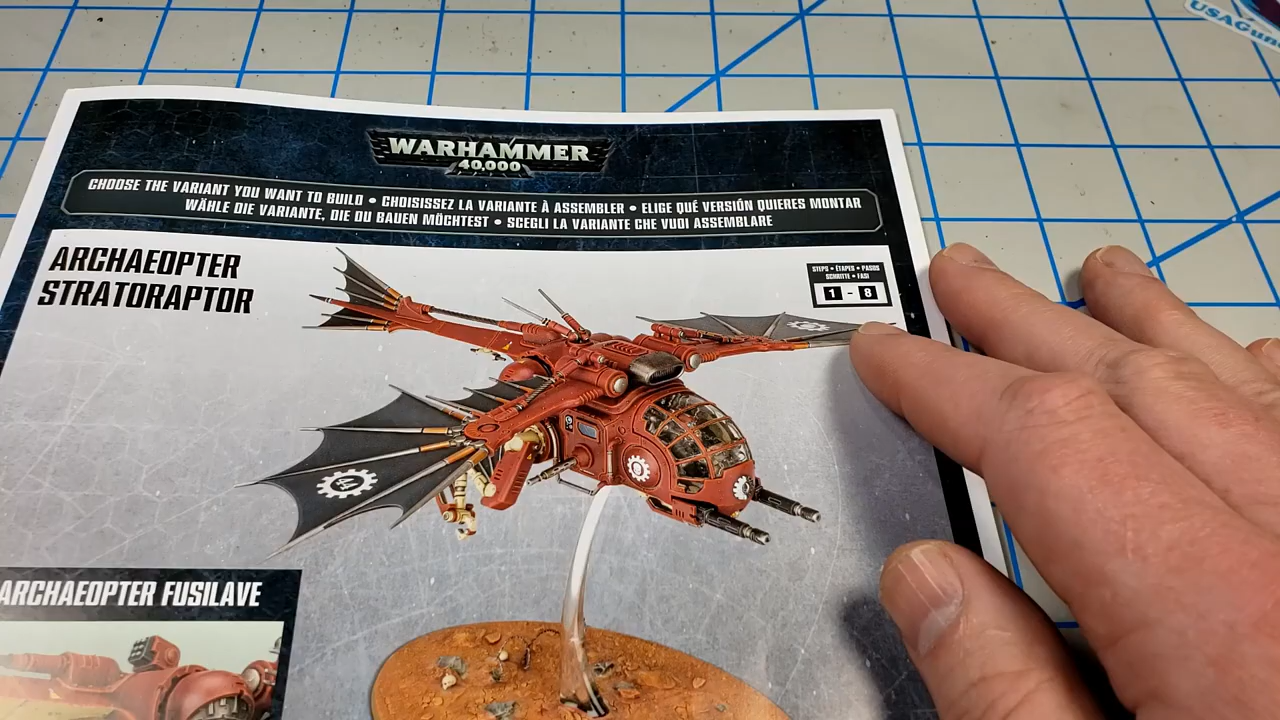 USAGun
WARHAMMER
40,000
CHOOSE THE VARIANT YOU WANT TO BUILD • CHOISISSEZ LA VARIANTE À ASSEMBLER • ELIGE QUÉ VERSIÓN QUIERES MONTAR
WÄHLE DIE VARIANTE, DIE DU BAUEN MÖCHTEST • SCEGLI LA VARIANTE CHE VUOI ASSEMBLARE
ARCHAEOPTER
STRATORAPTOR
STEPS • ÉTAPES • PASOS
SCHRITTE • FASI
1 - 8
44
ARCHAEOPTER FUSILAVE